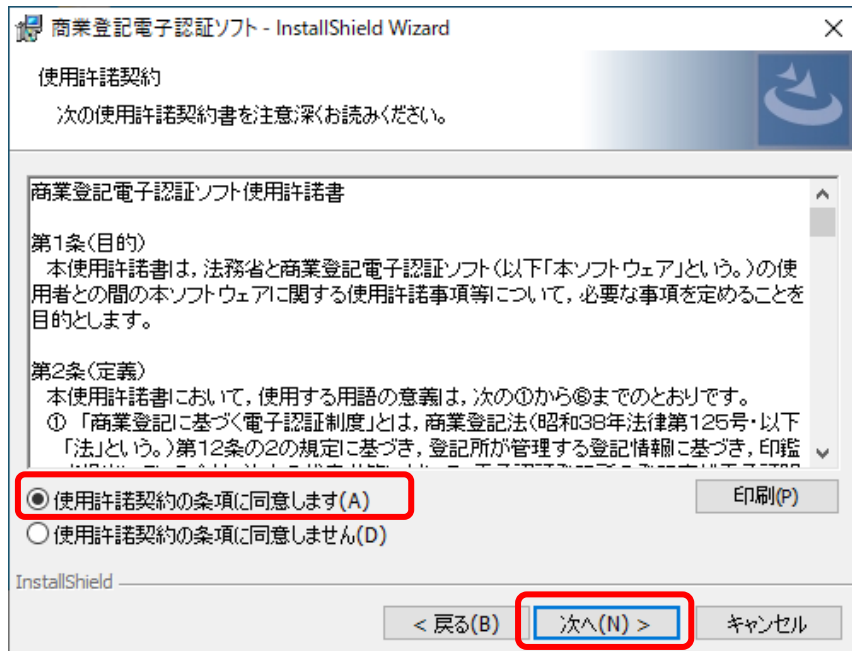 商業登記電子認証ソフト - InstallShield Wizard
使用許諾契約
次の使用許諾契約書を注意深くお読みください。
商業登記電子認証ソフト使用許諾書
第1条(目的)
本使用許諾書は,法務省と商業登記電子認証ソフト(以下「本ソフトウェア」という。)の使
用者との間の本ソフトウェアに関する使用許諾事項等について,必要な事項を定めることを
目的とします。
第2条(定義)
本使用許諾書において,使用する用語の意義は,次の①から⑥までのとおりです。
① 「商業登記に基づく電子認証制度」とは,商業登記法(昭和38年法律第125号・以下
「法」という。)第12条の2の規定に基づき,登記所が管理する登記情報に基づき,印鑑
使用許諾契約の条項に同意します(A)
印刷(P)
使用許諾契約の条項に同意しません(D)
InstallShield
< 戻る(B)
次へ(N) >
キャンセル